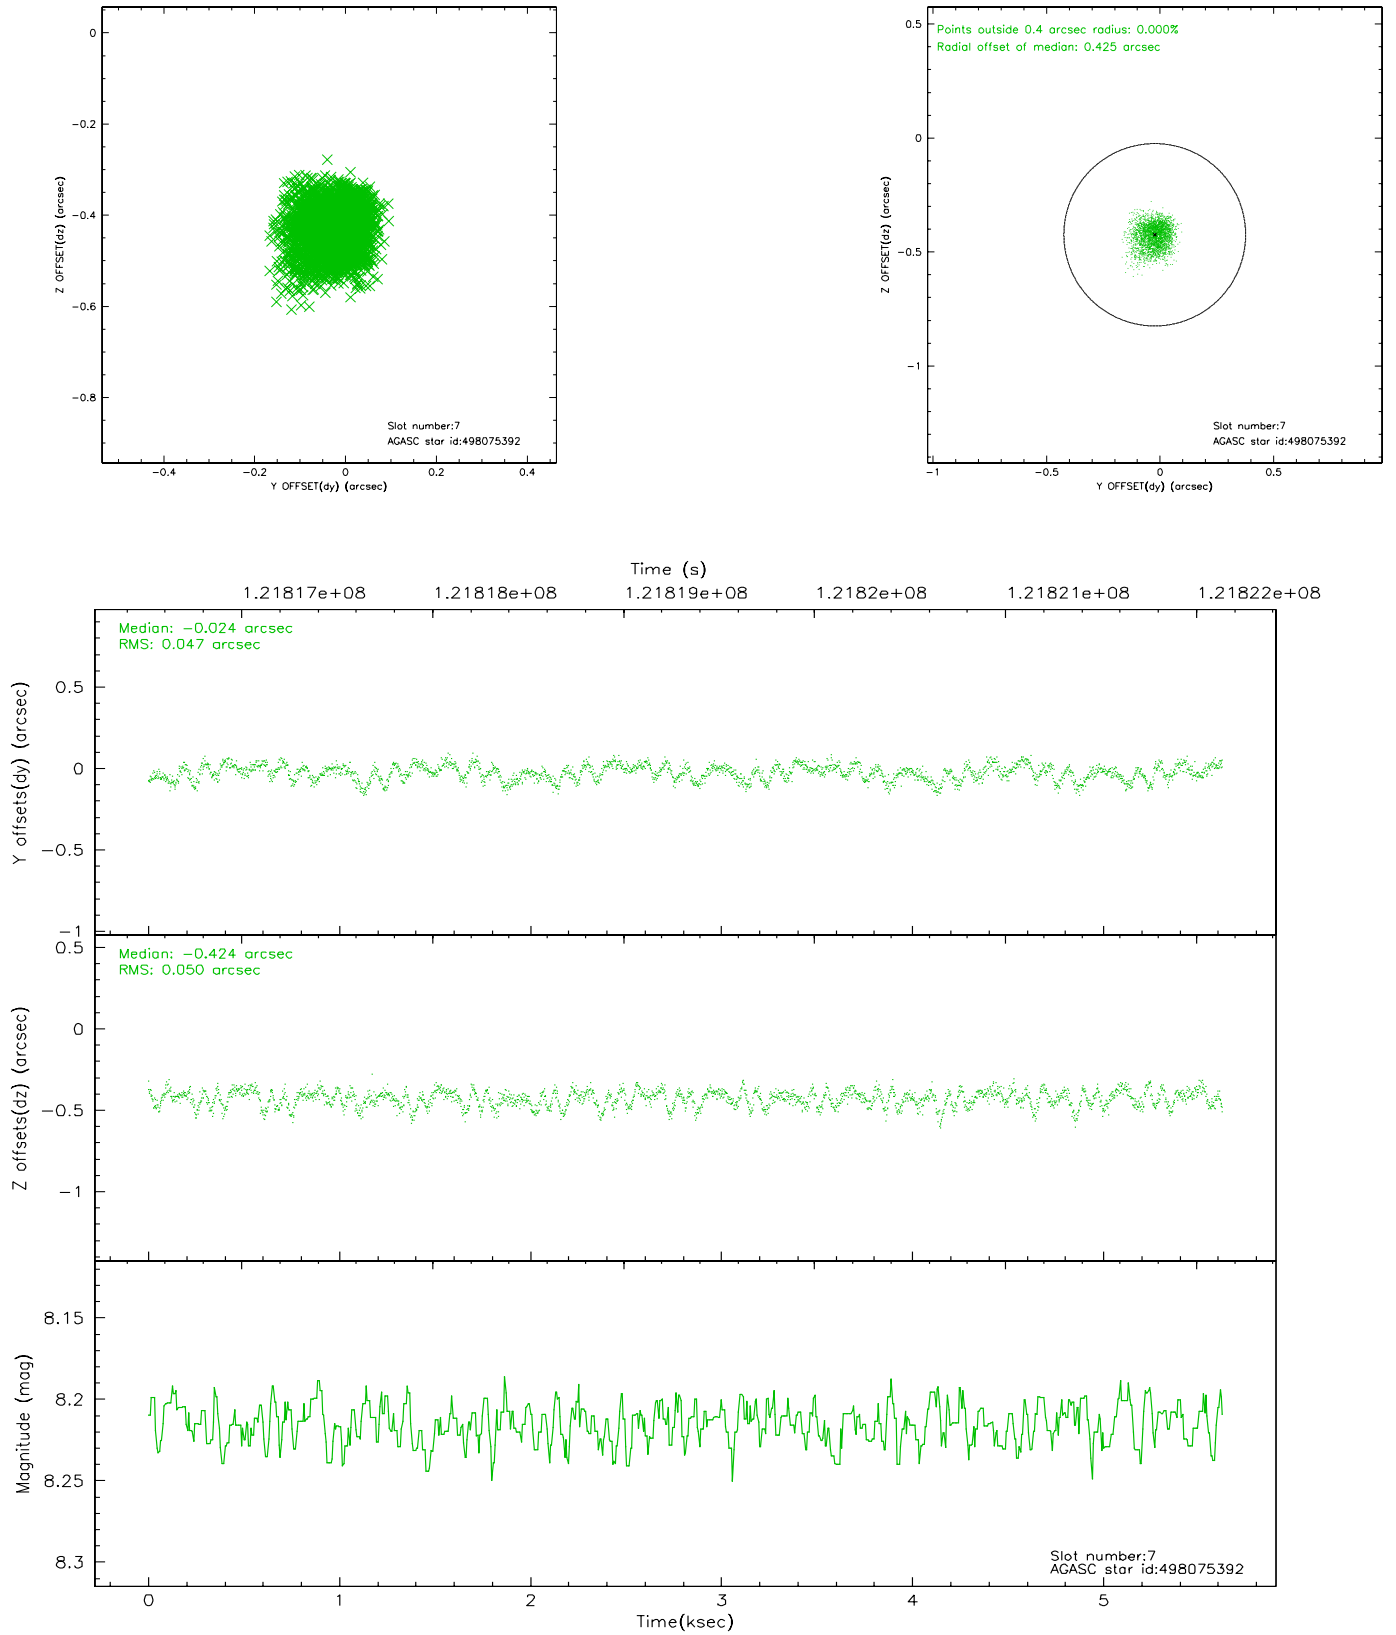 0
−0.2
−0.4
−0.6
−0.8
Z OFFSET(dz) (arcsec)
Slot number:7
AGASC star id:498075392
−0.4 −0.2 0 0.2 0.4
Y OFFSET(dy) (arcsec)
Points outside 0.4 arcsec radius: 0.000%
Radial offset of median: 0.425 arcsec
0.5
0
−0.5
−1
Z OFFSET(dz) (arcsec)
Slot number:7
AGASC star id:498075392
−1 −0.5 0 0.5
Y OFFSET(dy) (arcsec)
Time (s)
1.21817e+08 1.21818e+08 1.21819e+08 1.2182e+08 1.21821e+08 1.21822e+08
Median: −0.024 arcsec
RMS: 0.047 arcsec
0.5
0
−0.5
−1
Y offsets(dy) (arcsec)
Median: −0.424 arcsec
RMS: 0.050 arcsec
0.5
0
−0.5
−1
Z offsets(dz) (arcsec)
8.15
8.2
8.25
8.3
Magnitude (mag)
Slot number:7
AGASC star id:498075392
0 1 2 3 4 5
Time(ksec)